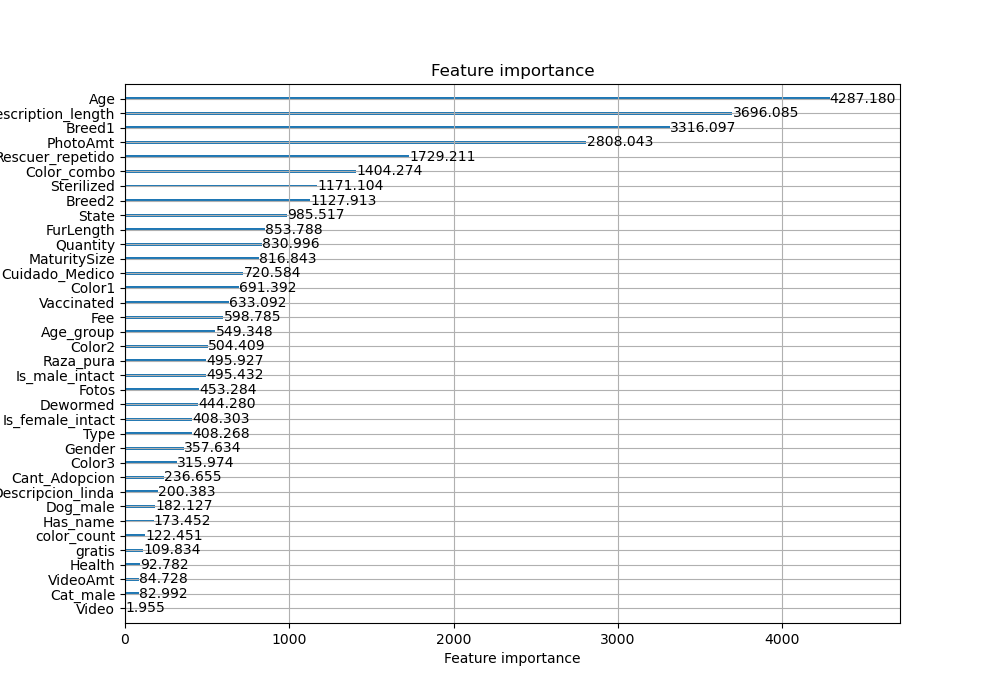 Feature importance
Age 4287.180
escription_length 3696.085
Breed1 3316.097
PhotoAmt 2808.043
Rescuer_repetido 1729.211
Color_combo 1404.274
Sterilized 1171.104
Breed2 1127.913
State 985.517
FurLength 853.788
Quantity 830.996
MaturitySize 816.843
Cuidado_Medico 720.584
Color1 691.392
Vaccinated 633.092
Fee 598.785
Age_group 549.348
Color2 504.409
Raza_pura 495.927
Is_male_intact 495.432
Fotos 453.284
Dewormed 444.280
Is_female_intact 408.303
Type 408.268
Gender 357.634
Color3 315.974
Cant_Adopcion 236.655
Descripcion_linda 200.383
Dog_male 182.127
Has_name 173.452
color_count 122.451
gratis 109.834
Health 92.782
VideoAmt 84.728
Cat_male 82.992
Video 1.955
0 1000 2000 3000 4000
Feature importance